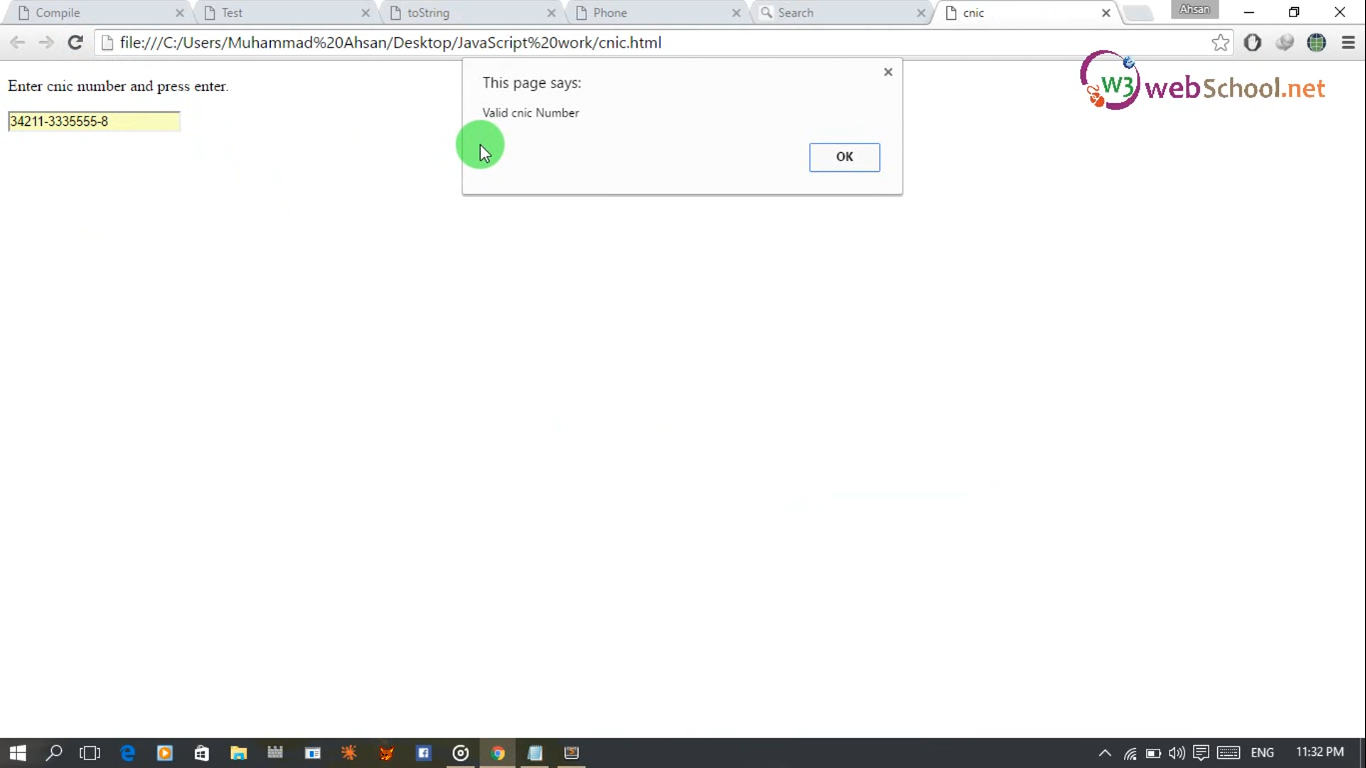 Compile
Test
toString
Phone
Search
cnic
Ahsan
file:///C:/Users/Muhammad%20Ahsan/Desktop/JavaScript%20work/cnic.html
W3 webSchool.net
Enter cnic number and press enter.
34211-3335555-8
This page says:
Valid cnic Number
OK
ENG
11:32 PM